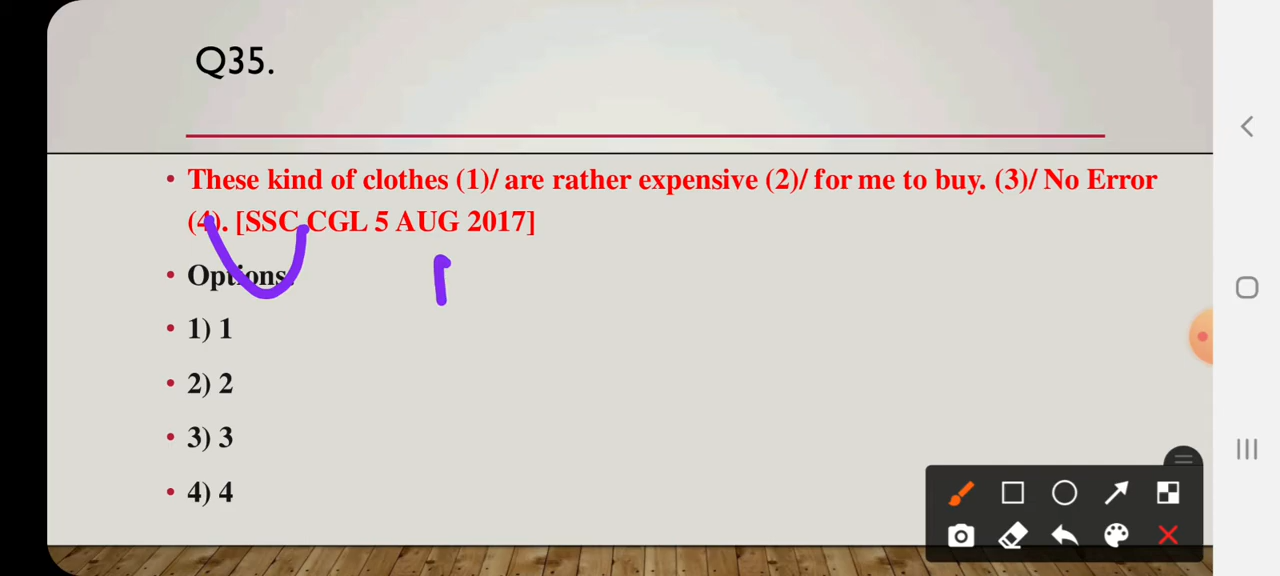 Q35.
• These kind of clothes (1)/ are rather expensive (2)/ for me to buy. (3)/ No Error
(4). [SSC CGL 5 AUG 2017]
• Options:
• 1) 1
• 2) 2
• 3) 3
• 4) 4